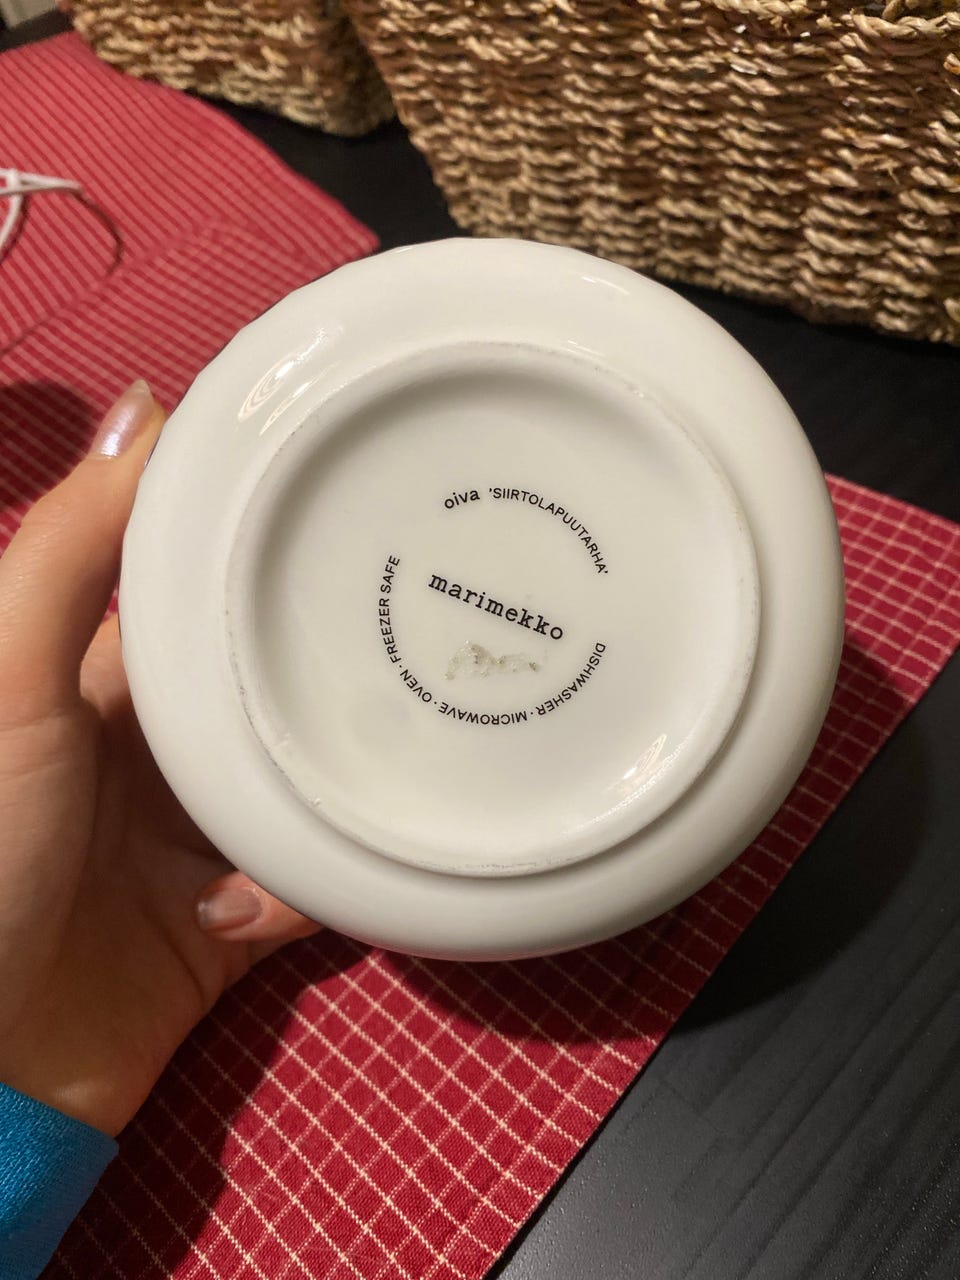 oiva 'SIIRTOLAPUUTARHA'
marimekko
DISHWASHER · MICROWAVE · OVEN · FREEZER SAFE